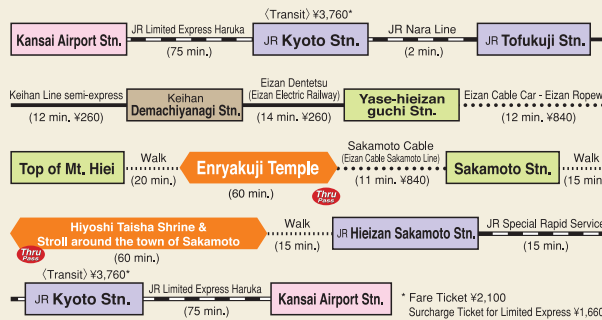 〈Transit〉 ¥3,760*
Kansai Airport Stn. JR Limited Express Haruka (75 min.) JR Kyoto Stn. JR Nara Line (2 min.) JR Tofukuji Stn.
Keihan Line semi-express (12 min. ¥260) Keihan Demachiyanagi Stn. Eizan Dentetsu (Eizan Electric Railway) (14 min. ¥260) Yase-hieizan guchi Stn. Eizan Cable Car - Eizan Ropew (12 min. ¥840)
Top of Mt. Hiei Walk (20 min.) Enryakuji Temple (60 min.) Thru Pass Sakamoto Cable (Eizan Cable Sakamoto Line) (11 min. ¥840) Sakamoto Stn. Walk (15 min
Hiyoshi Taisha Shrine & Stroll around the town of Sakamoto (60 min.) Thru Pass Walk (15 min.) JR Hieizan Sakamoto Stn. JR Special Rapid Service (15 min.)
〈Transit〉 ¥3,760*
JR Kyoto Stn. JR Limited Express Haruka (75 min.) Kansai Airport Stn.
* Fare Ticket ¥2,100
Surcharge Ticket for Limited Express ¥1,660